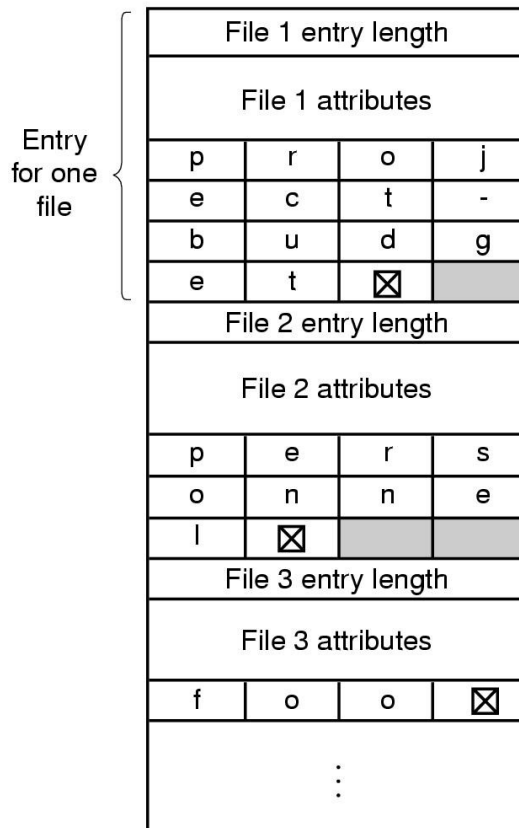 File 1 entry length
File 1 attributes
Entry
for one
file
p r o j
e c t -
b u d g
e t ☒
File 2 entry length
File 2 attributes
p e r s
o n n e
l ☒
File 3 entry length
File 3 attributes
f o o ☒
⋮